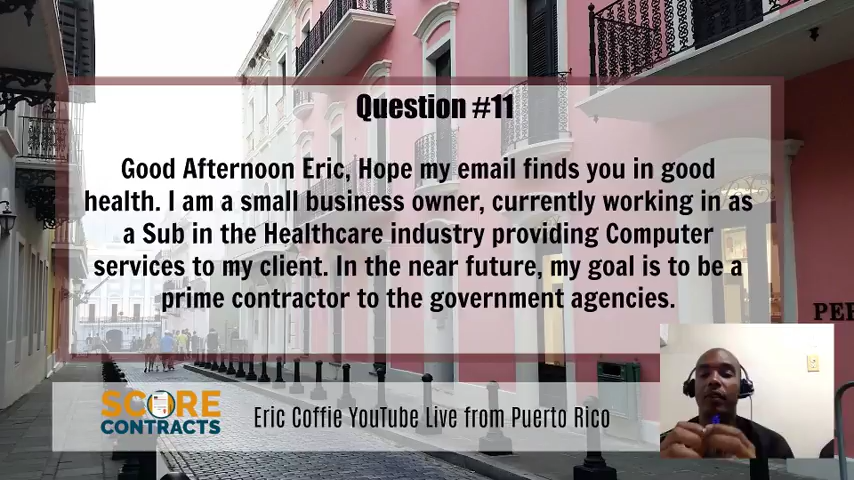 Question #11
Good Afternoon Eric, Hope my email finds you in good
health. I am a small business owner, currently working in as
a Sub in the Healthcare industry providing Computer
services to my client. In the near future, my goal is to be a
prime contractor to the government agencies.
SCORE
CONTRACTS
Eric Coffie YouTube Live from Puerto Rico